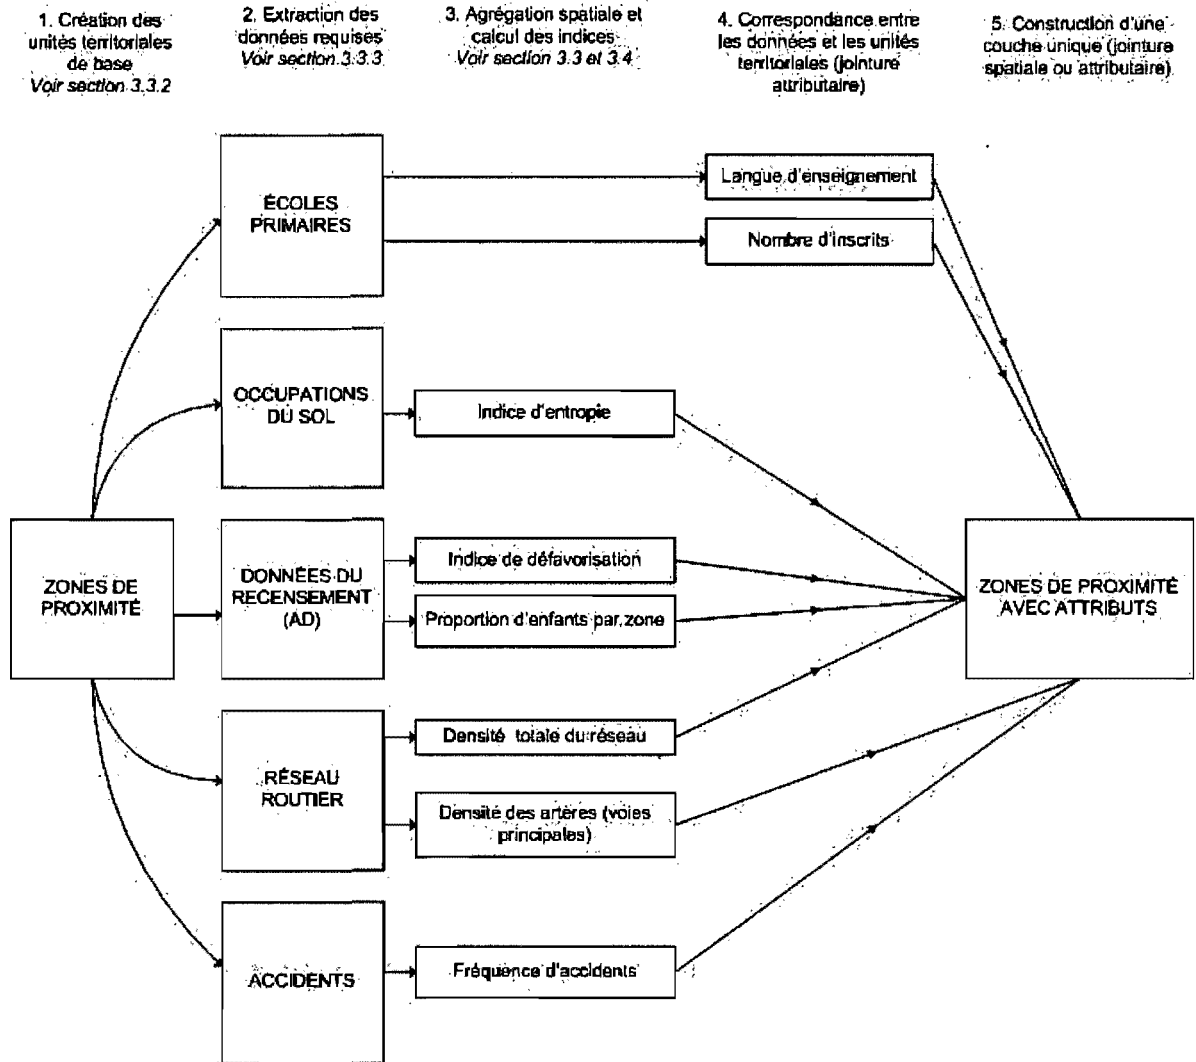 1. Création des
unités territoriales
de base
Voir section 3.3.2
2. Extraction des
données requises
Voir section 3.3.3
3. Agrégation spatiale et
calcul des indices
Voir section 3.3 et 3.4
4. Correspondance entre
les données et les unités
territoriales (jointure
attributaire)
5. Construction d'une
couche unique (jointure
spatiale ou attributaire)
ZONES DE
PROXIMITÉ
ÉCOLES
PRIMAIRES
OCCUPATIONS
DU SOL
DONNÉES DU
RECENSEMENT
(AD)
RÉSEAU
ROUTIER
ACCIDENTS
Indice d'entropie
Indice de défavorisation
Proportion d'enfants par zone
Densité totale du réseau
Densité des artères (voies
principales)
Fréquence d'accidents
Langue d'enseignement
Nombre d'inscrits
ZONES DE PROXIMITÉ
AVEC ATTRIBUTS